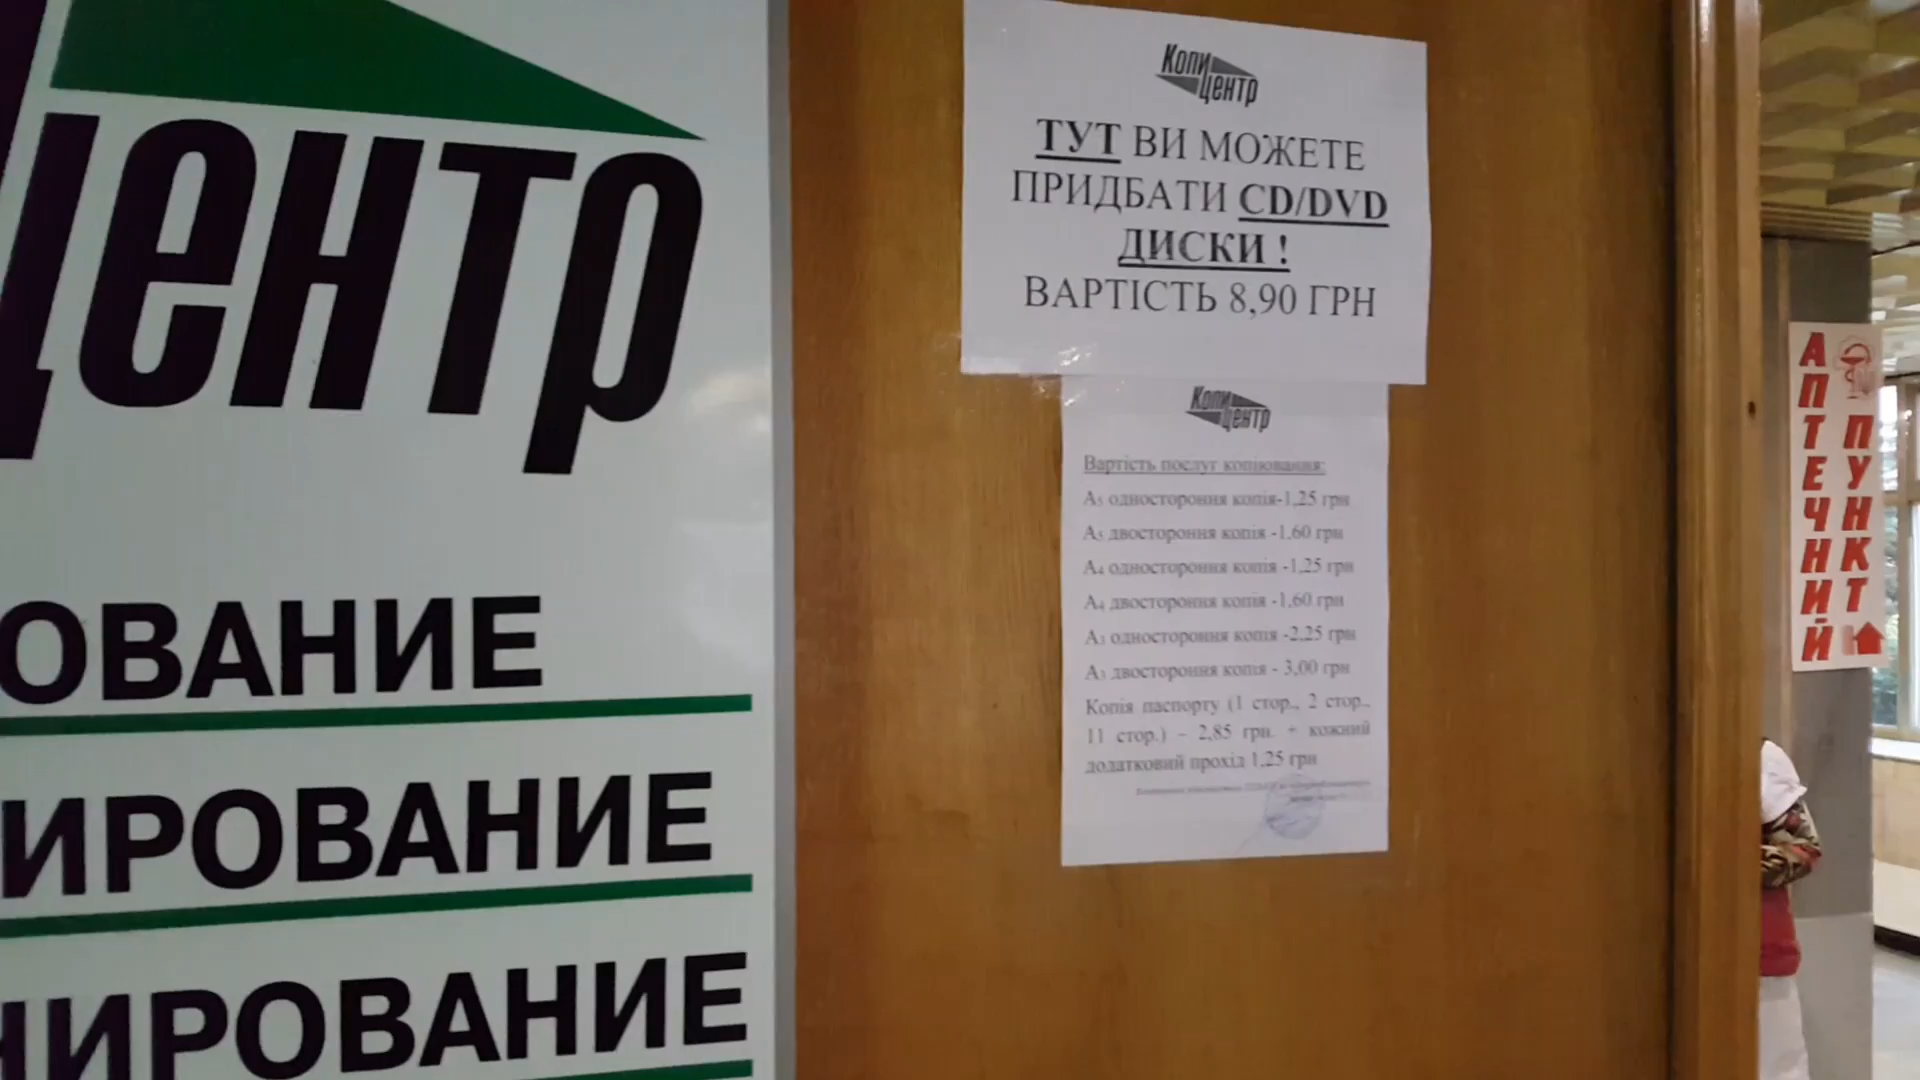 центр
ОВАНИЕ
ИРОВАНИЕ
ИРОВАНИЕ
Копи
центр
ТУТ ВИ МОЖЕТЕ
ПРИДБАТИ CD/DVD
ДИСКИ !
ВАРТІСТЬ 8,90 ГРН
Копи
центр
Вартість послуг копіювання:
А5 одностороння копія-1,25 грн
А5 двостороння копія -1,60 грн
А4 одностороння копія -1,25 грн
А4 двостороння копія -1,60 грн
А3 одностороння копія -2,25 грн
А3 двостороння копія - 3,00 грн
Копія паспорту (1 стор., 2 стор.,
11 стор.) – 2,85 грн. + кожний
додатковий прохід 1,25 грн
АПТЕЧНИЙ
ПУНКТ